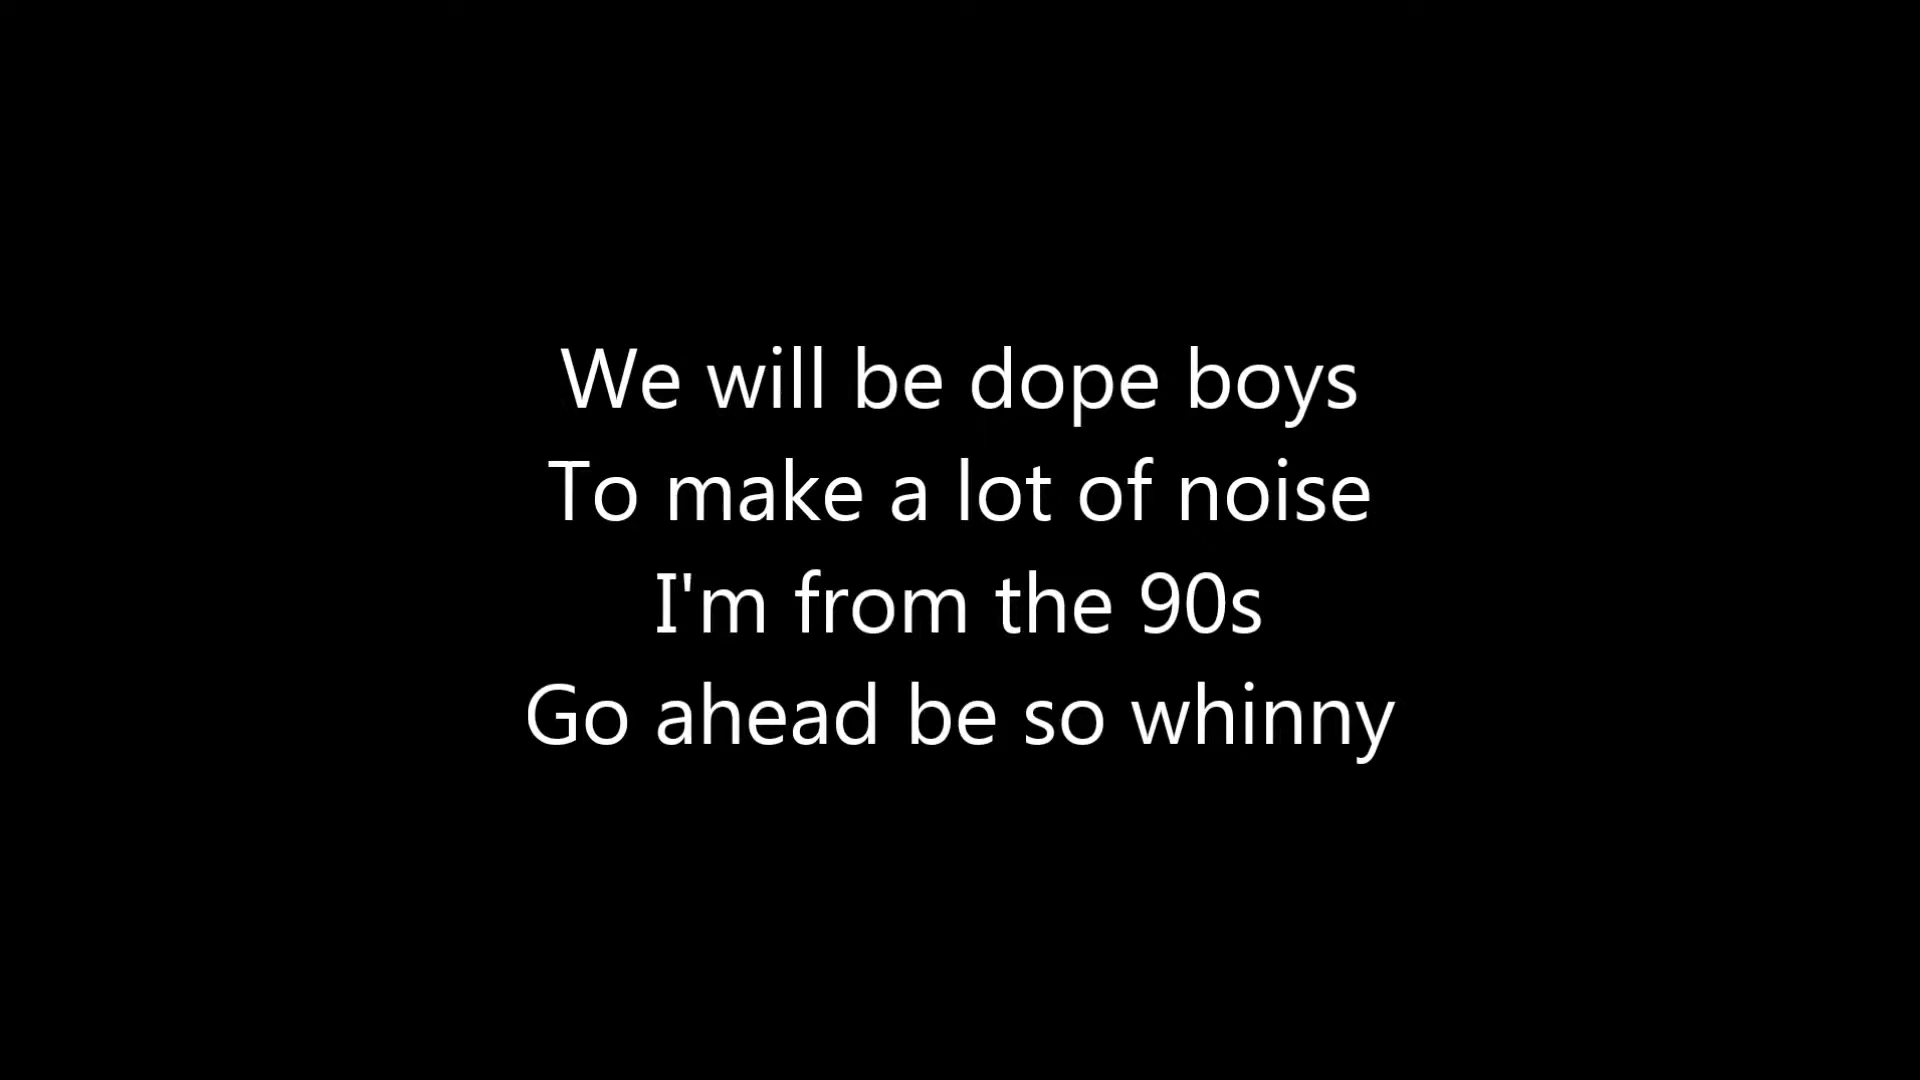 We will be dope boys
To make a lot of noise
I'm from the 90s
Go ahead be so whinny